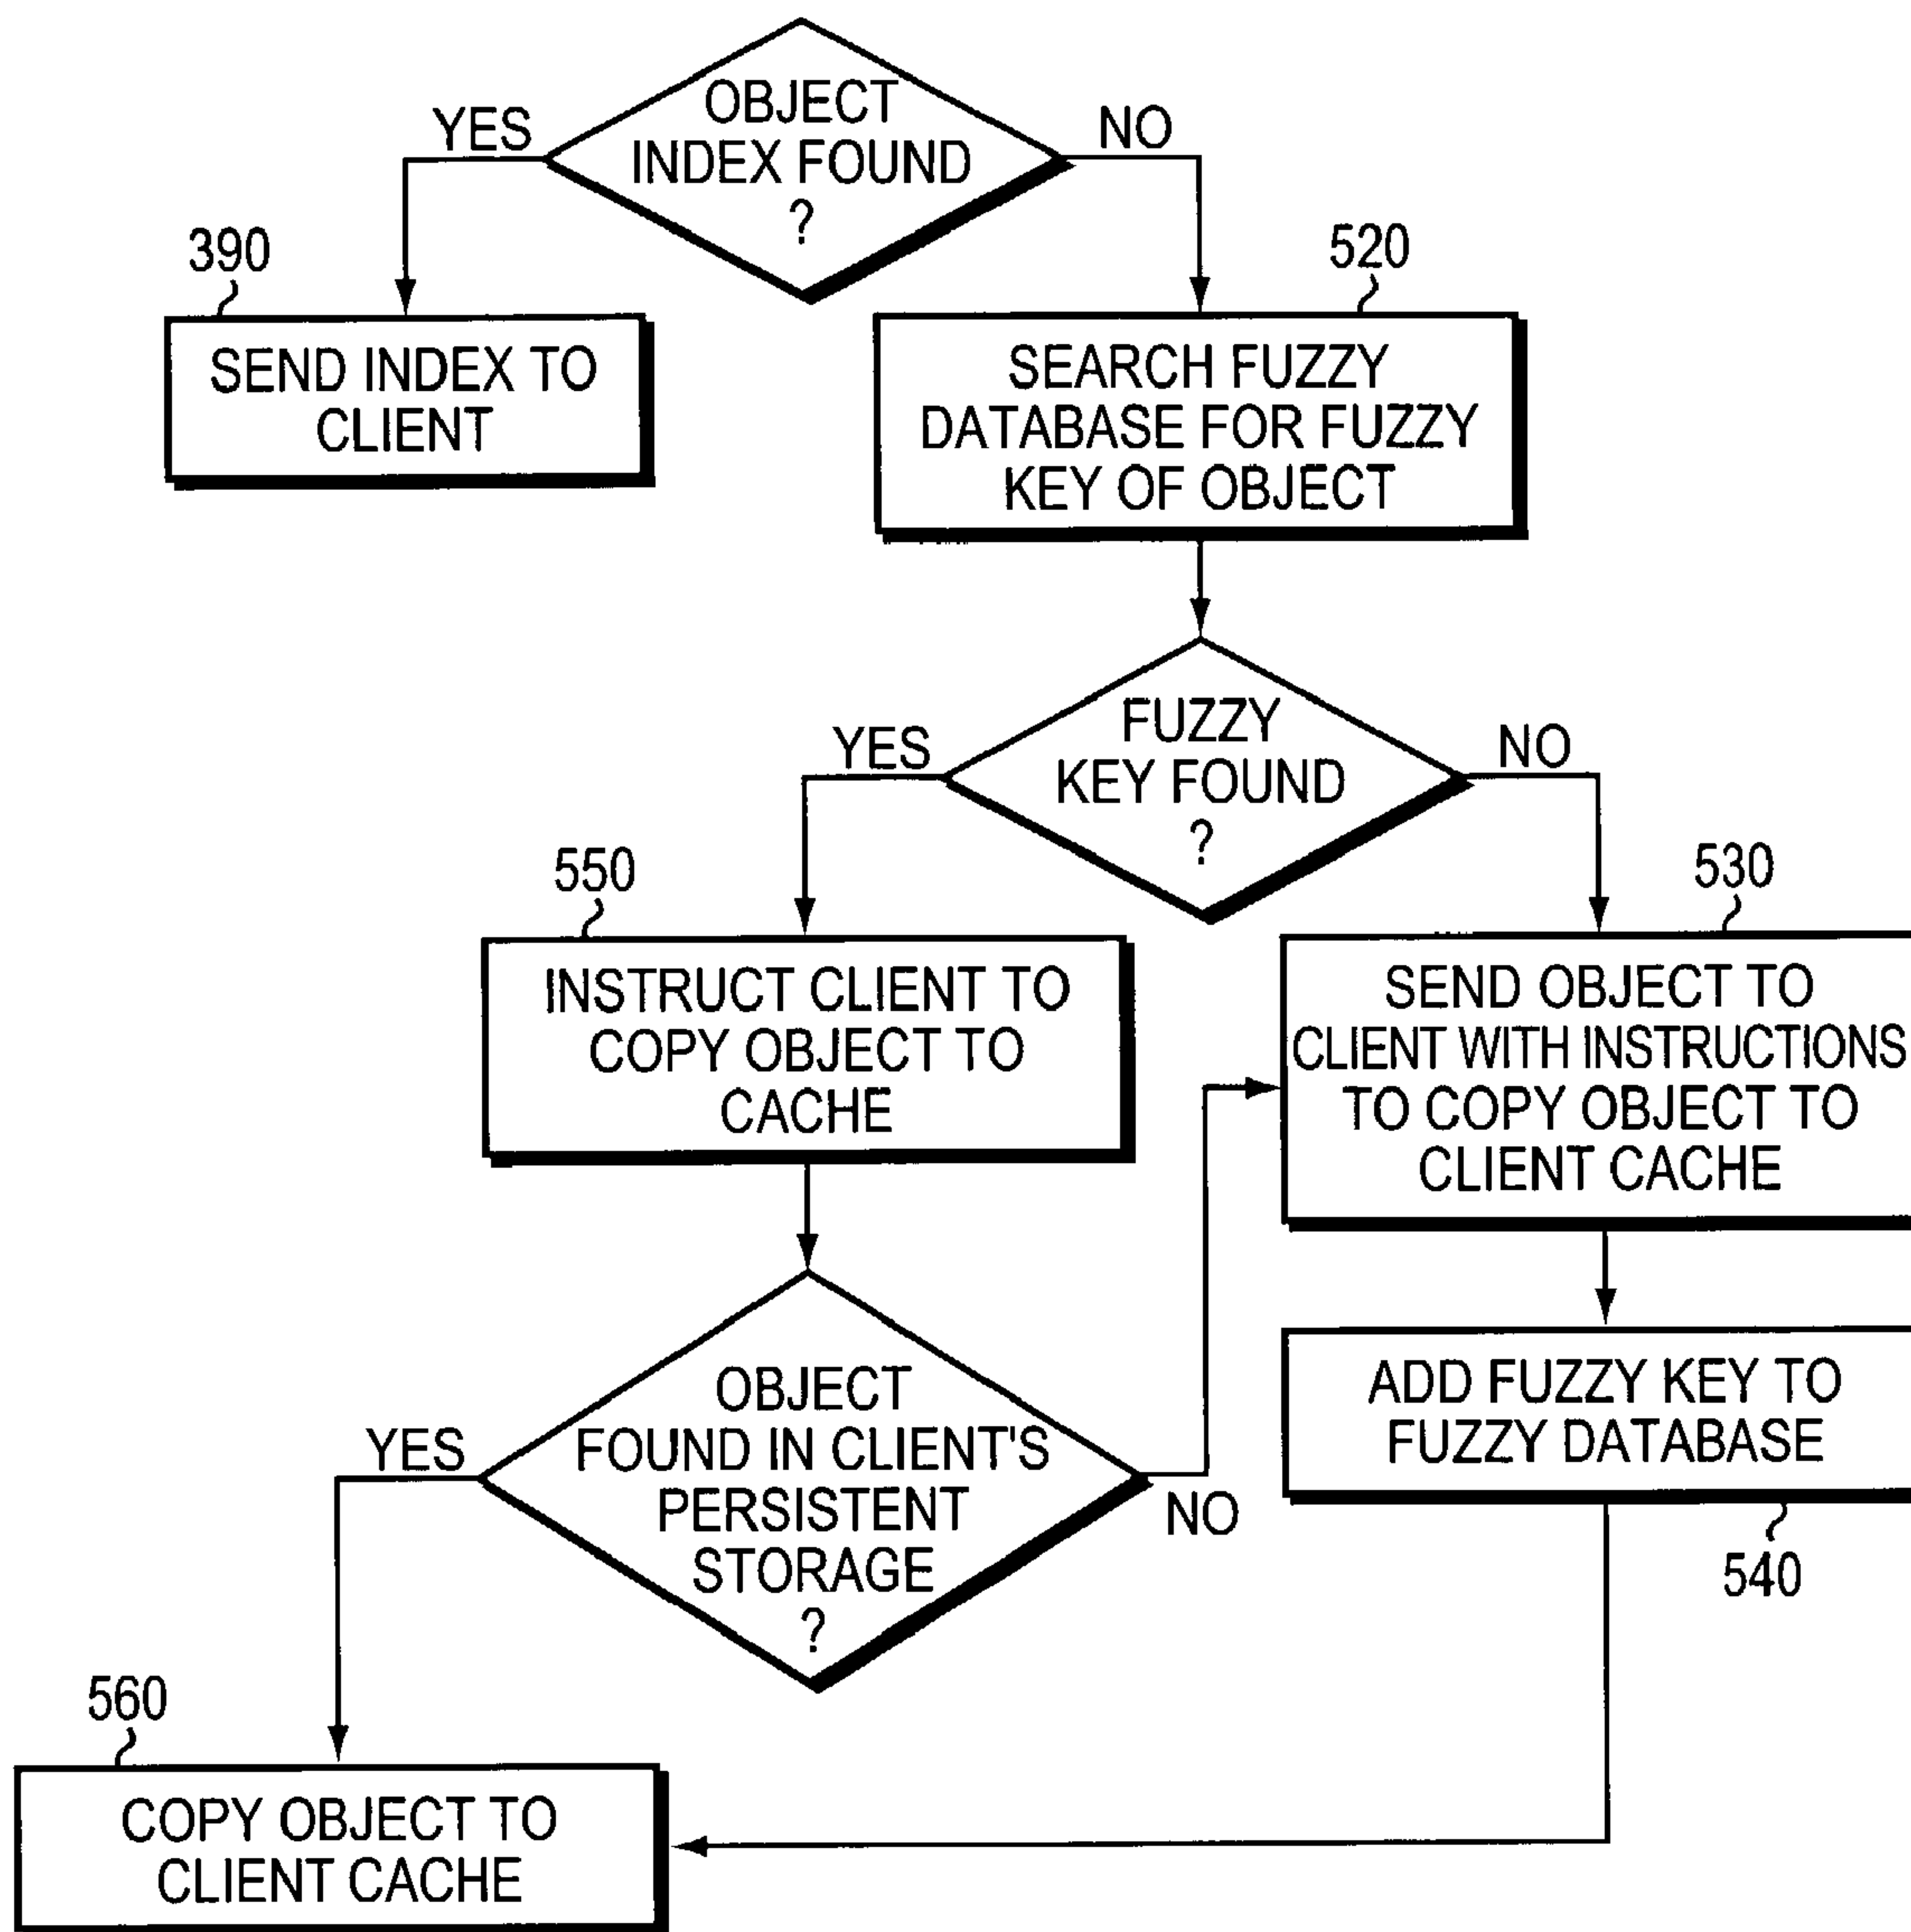 OBJECT
INDEX FOUND
?
YES
NO
390
SEND INDEX TO
CLIENT
520
SEARCH FUZZY
DATABASE FOR FUZZY
KEY OF OBJECT
FUZZY
KEY FOUND
?
YES
NO
550
INSTRUCT CLIENT TO
COPY OBJECT TO
CACHE
530
SEND OBJECT TO
CLIENT WITH INSTRUCTIONS
TO COPY OBJECT TO
CLIENT CACHE
OBJECT
FOUND IN CLIENT'S
PERSISTENT
STORAGE
?
YES
NO
ADD FUZZY KEY TO
FUZZY DATABASE
540
560
COPY OBJECT TO
CLIENT CACHE